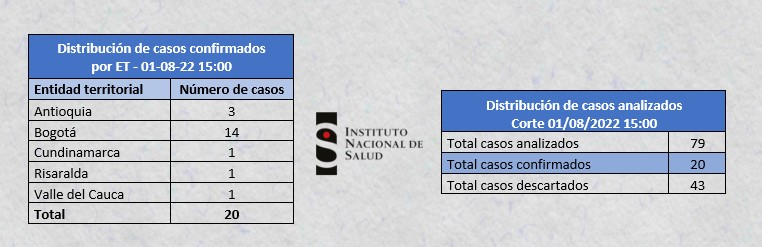 Distribución de casos confirmados
por ET - 01-08-22 15:00
Entidad territorial Número de casos
Antioquia 3
Bogotá 14
Cundinamarca 1
Risaralda 1
Valle del Cauca 1
Total 20
INSTITUTO
NACIONAL DE
SALUD
Distribución de casos analizados
Corte 01/08/2022 15:00
Total casos analizados 79
Total casos confirmados 20
Total casos descartados 43